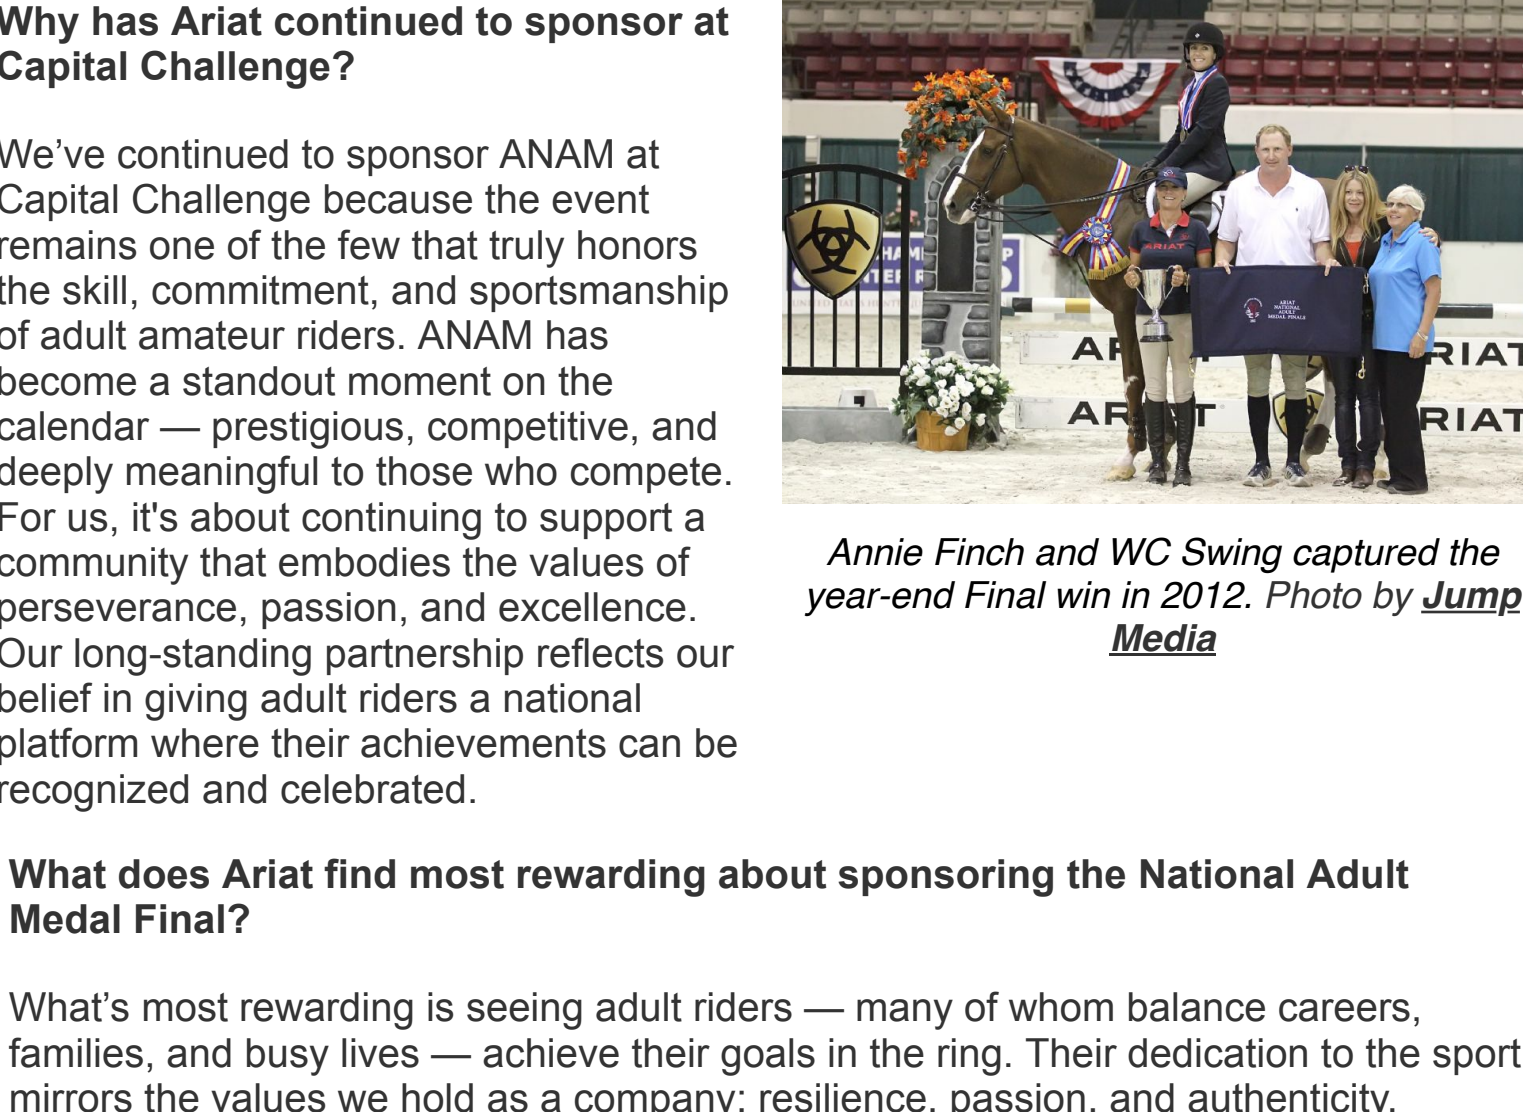 Why has Ariat continued to sponsor at
Capital Challenge?
We’ve continued to sponsor ANAM at
Capital Challenge because the event
remains one of the few that truly honors
the skill, commitment, and sportsmanship
of adult amateur riders. ANAM has
become a standout moment on the
calendar — prestigious, competitive, and
deeply meaningful to those who compete.
For us, it's about continuing to support a
community that embodies the values of
perseverance, passion, and excellence.
Our long-standing partnership reflects our
belief in giving adult riders a national
platform where their achievements can be
recognized and celebrated.
ARIAT
ARIAT
NATIONAL
ADULT
MEDAL FINALS
Annie Finch and WC Swing captured the
year-end Final win in 2012. Photo by Jump
Media
What does Ariat find most rewarding about sponsoring the National Adult
Medal Final?
What’s most rewarding is seeing adult riders — many of whom balance careers,
families, and busy lives — achieve their goals in the ring. Their dedication to the sport
mirrors the values we hold as a company: resilience, passion, and authenticity.